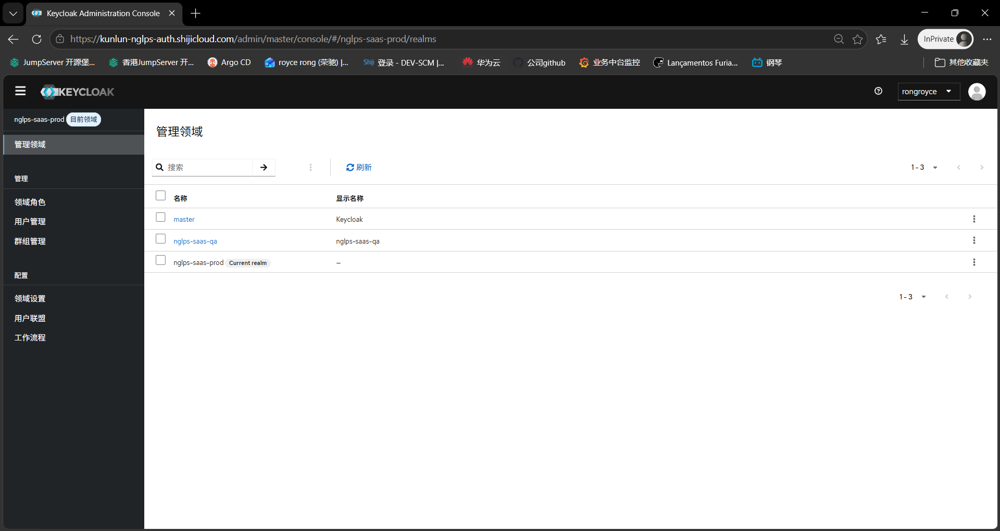 Keycloak Administration Console
https://kunlun-nglps-auth.shijicloud.com/admin/master/console/#/nglps-saas-prod/realms
InPrivate
JumpServer 开源堡...
香港JumpServer 开...
Argo CD
royce rong (荣驰) |...
Shiji 登录 - DEV-SCM |...
华为云
公司github
业务中台监控
Lançamentos Furia...
钢琴
其他收藏夹
KEYCLOAK
rongroyce
nglps-saas-prod 目前领域
管理领域
管理
领域角色
用户管理
群组管理
配置
领域设置
用户联盟
工作流程
管理领域
搜索
刷新
1 - 3
名称 显示名称
master Keycloak
nglps-saas-qa nglps-saas-qa
nglps-saas-prod Current realm –
1 - 3